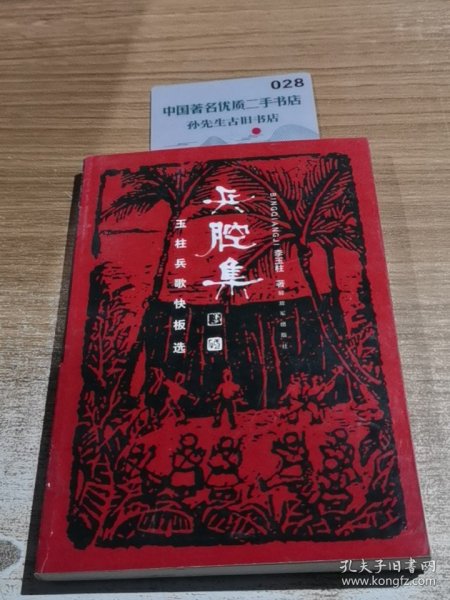 028
中国著名优质二手书店
孙先生古旧书店
兵腔集
玉柱兵歌快板选
BINGQIANGJI
李玉柱 著
孔夫子旧书网
www.kongfz.com